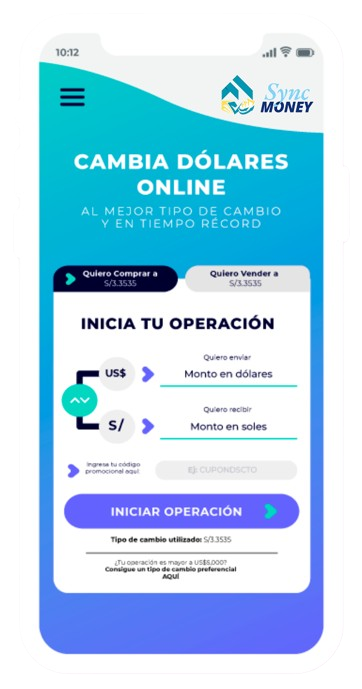 10:12
Sync
MONEY
CAMBIA DÓLARES
ONLINE
AL MEJOR TIPO DE CAMBIO
Y EN TIEMPO RÉCORD
Quiero Comprar a
S/3.3535
Quiero Vender a
S/3.3535
INICIA TU OPERACIÓN
US$
Quiero enviar
Monto en dólares
S/
Quiero recibir
Monto en soles
Ingresa tu código
promocional aquí:
CUPONDSCTO
INICIAR OPERACIÓN
Tipo de cambio utilizado: S/3.3535
¿Tu operación es mayor a US$5,000?
Consigue un tipo de cambio preferencial
AQUÍ